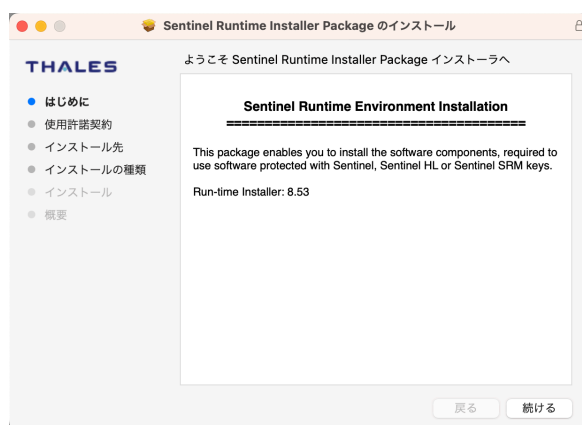 Sentinel Runtime Installer Package のインストール
THALES
ようこそ Sentinel Runtime Installer Package インストーラへ
はじめに
使用許諾契約
インストール先
インストールの種類
インストール
概要
Sentinel Runtime Environment Installation
=======================================
This package enables you to install the software components, required to
use software protected with Sentinel, Sentinel HL or Sentinel SRM keys.
Run-time Installer: 8.53
戻る
続ける